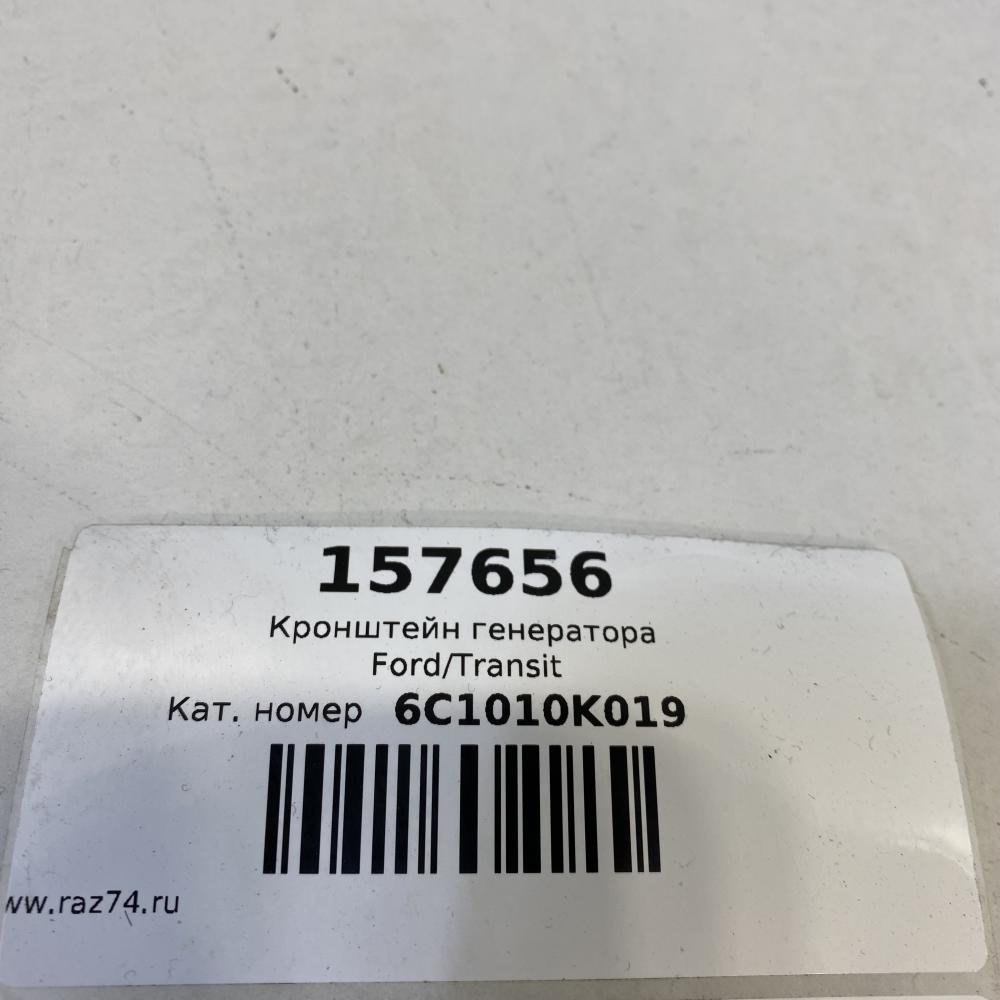 157656
Кронштейн генератора
Ford/Transit
Кат. номер 6C1010K019
ww.raz74.ru